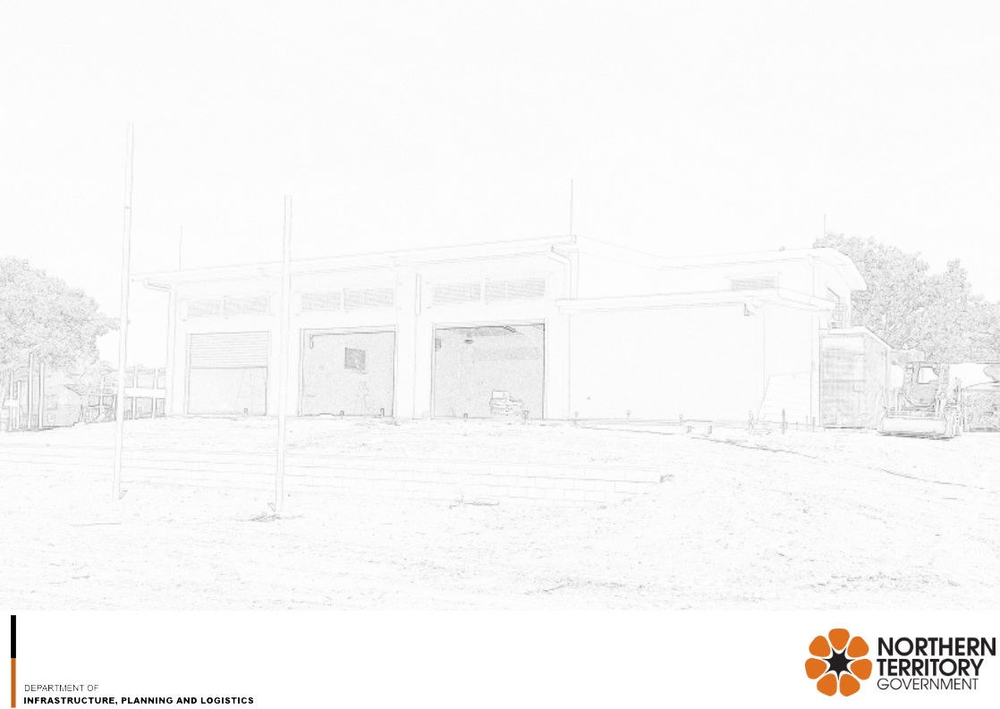 DEPARTMENT OF
INFRASTRUCTURE, PLANNING AND LOGISTICS
NORTHERN
TERRITORY
GOVERNMENT